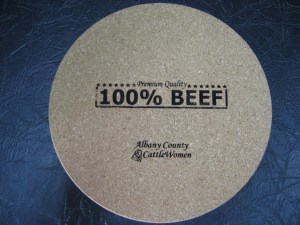 Premium Quality
100% BEEF
Albany County
CattleWomen